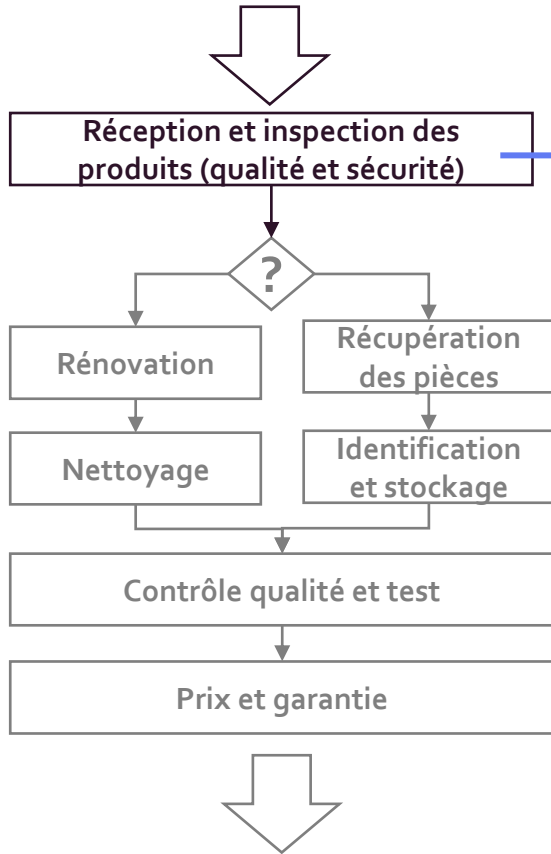 Réception et inspection des
produits (qualité et sécurité)
?
Rénovation
Récupération
des pièces
Nettoyage
Identification
et stockage
Contrôle qualité et test
Prix et garantie